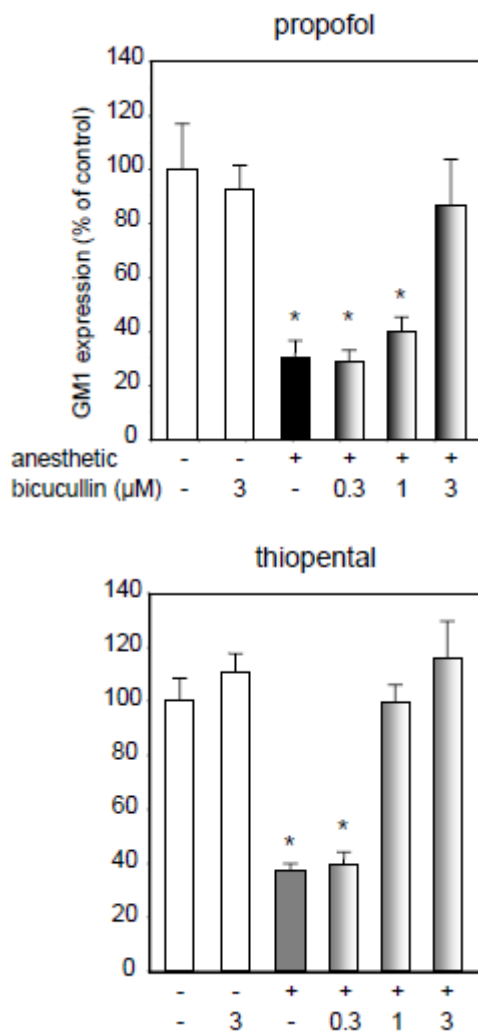 propofol
140
120
100
80
60
40
20
0
GM1 expression (% of control)
* * *
anesthetic - - + + + +
bicucullin (µM) - 3 - 0.3 1 3
thiopental
140
120
100
80
60
40
20
0
* *
- - + + + +
- 3 - 0.3 1 3